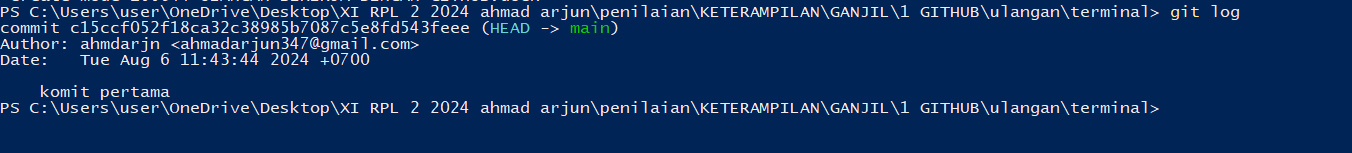 PS C:\Users\user\OneDrive\Desktop\XI RPL 2 2024 ahmad arjun\penilaian\KETERAMPILAN\GANJIL\1 GITHUB\ulangan\terminal> git log
commit c15ccf052f18ca32c38985b7087c5e8fd543feee (HEAD -> main)
Author: ahmdarjn <ahmadarjun347@gmail.com>
Date:   Tue Aug 6 11:43:44 2024 +0700
    komit pertama
PS C:\Users\user\OneDrive\Desktop\XI RPL 2 2024 ahmad arjun\penilaian\KETERAMPILAN\GANJIL\1 GITHUB\ulangan\terminal>